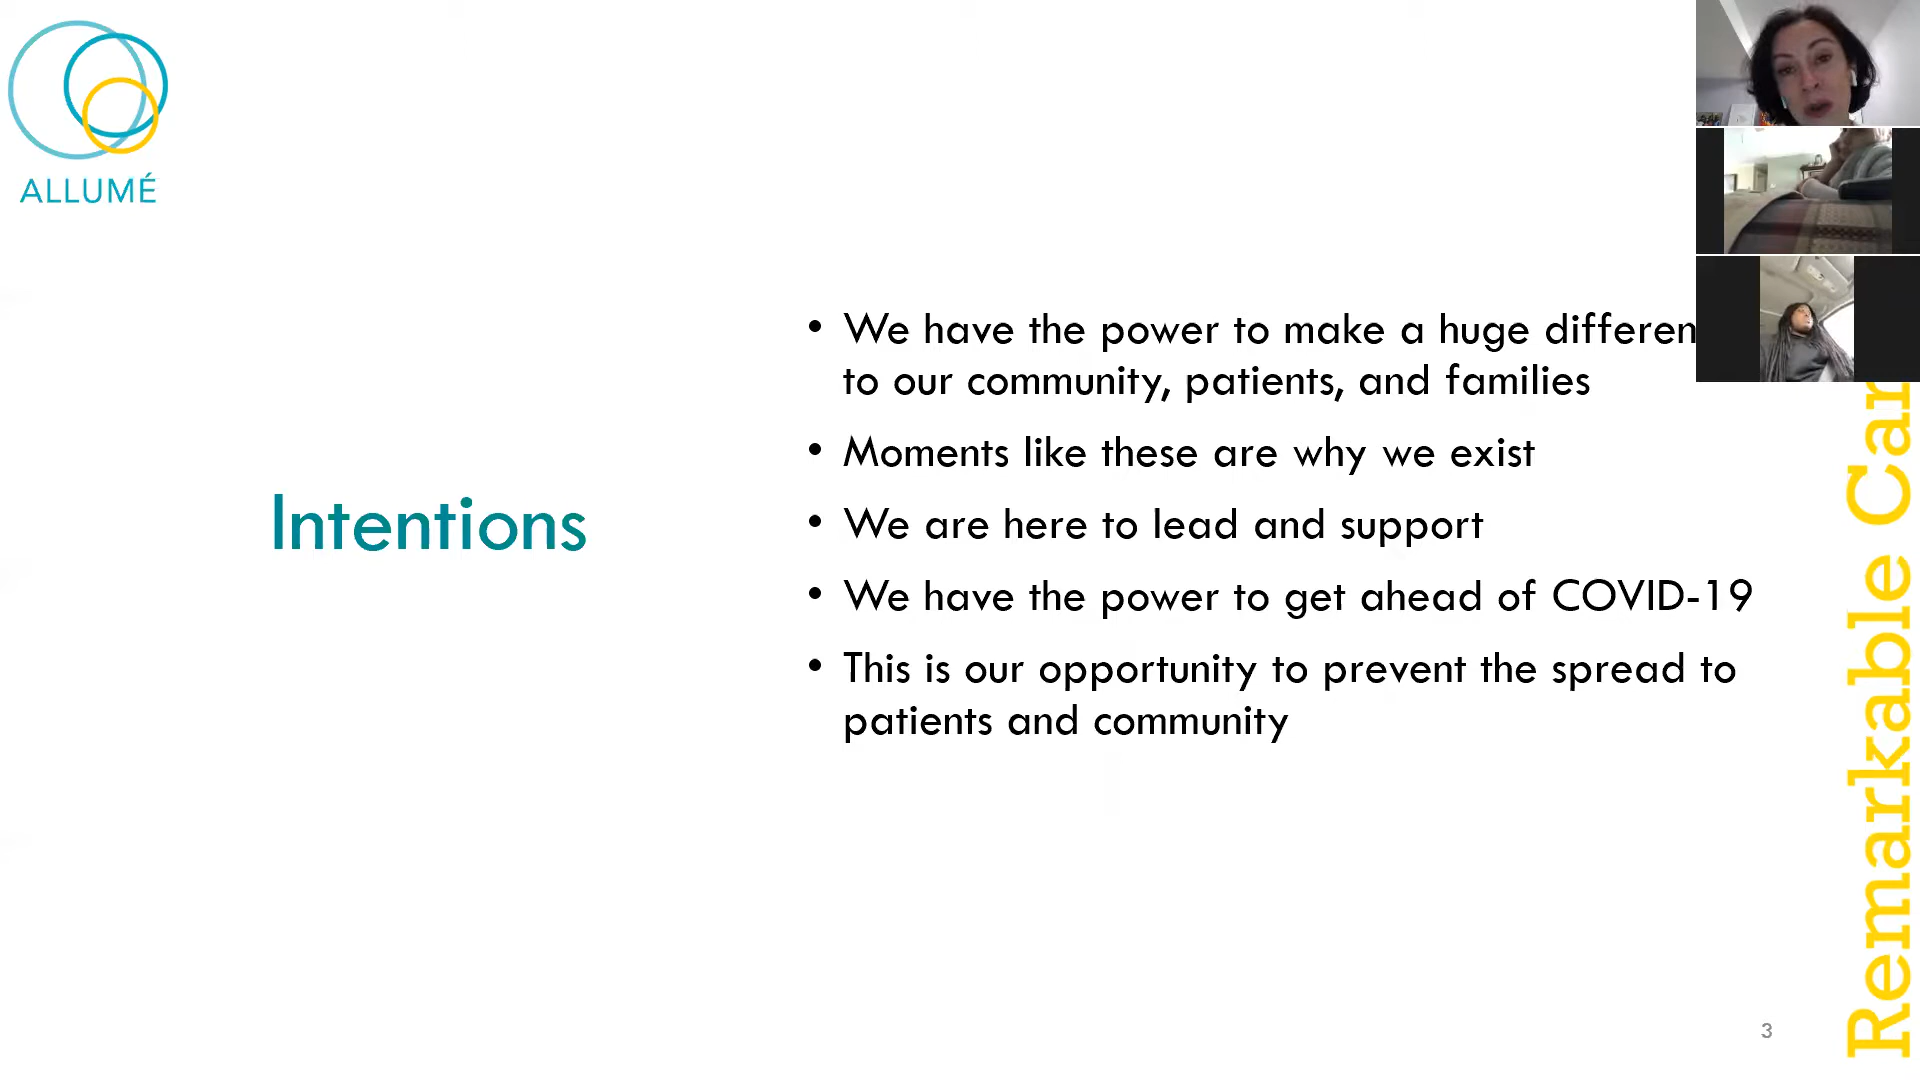 ALLUMÉ
Intentions
• We have the power to make a huge differen
to our community, patients, and families
• Moments like these are why we exist
• We are here to lead and support
• We have the power to get ahead of COVID-19
• This is our opportunity to prevent the spread to
patients and community
Remarkable Car
3